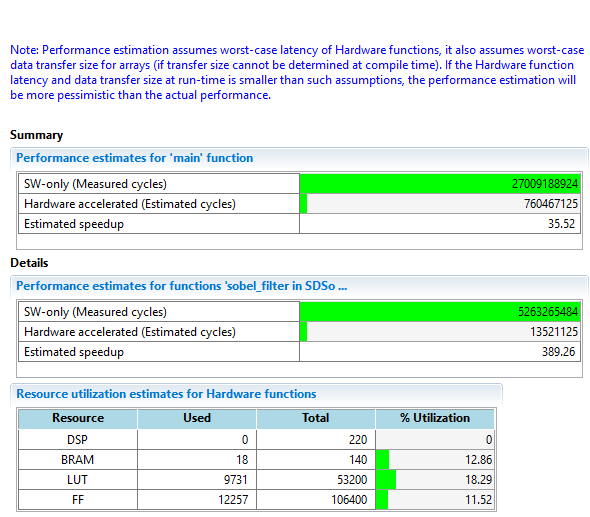 Note: Performance estimation assumes worst-case latency of Hardware functions, it also assumes worst-case
data transfer size for arrays (if transfer size cannot be determined at compile time). If the Hardware function
latency and data transfer size at run-time is smaller than such assumptions, the performance estimation will
be more pessimistic than the actual performance.
Summary
Performance estimates for 'main' function
SW-only (Measured cycles) 27009188924
Hardware accelerated (Estimated cycles) 760467125
Estimated speedup 35.52
Details
Performance estimates for functions 'sobel_filter in SDSo ...
SW-only (Measured cycles) 5263265484
Hardware accelerated (Estimated cycles) 13521125
Estimated speedup 389.26
Resource utilization estimates for Hardware functions
Resource Used Total % Utilization
DSP 0 220 0
BRAM 18 140 12.86
LUT 9731 53200 18.29
FF 12257 106400 11.52